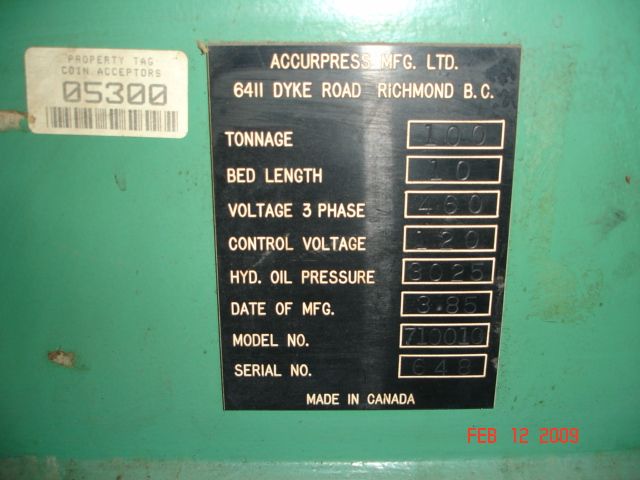 PROPERTY TAG
COIN ACCEPTORS
05300
ACCURPRESS MFG. LTD.
6411 DYKE ROAD RICHMOND B.C.
TONNAGE 100
BED LENGTH 10
VOLTAGE 3 PHASE 460
CONTROL VOLTAGE 120
HYD. OIL PRESSURE 3025
DATE OF MFG. 3.85
MODEL NO. 710010
SERIAL NO. 648
MADE IN CANADA
FEB 12 2009